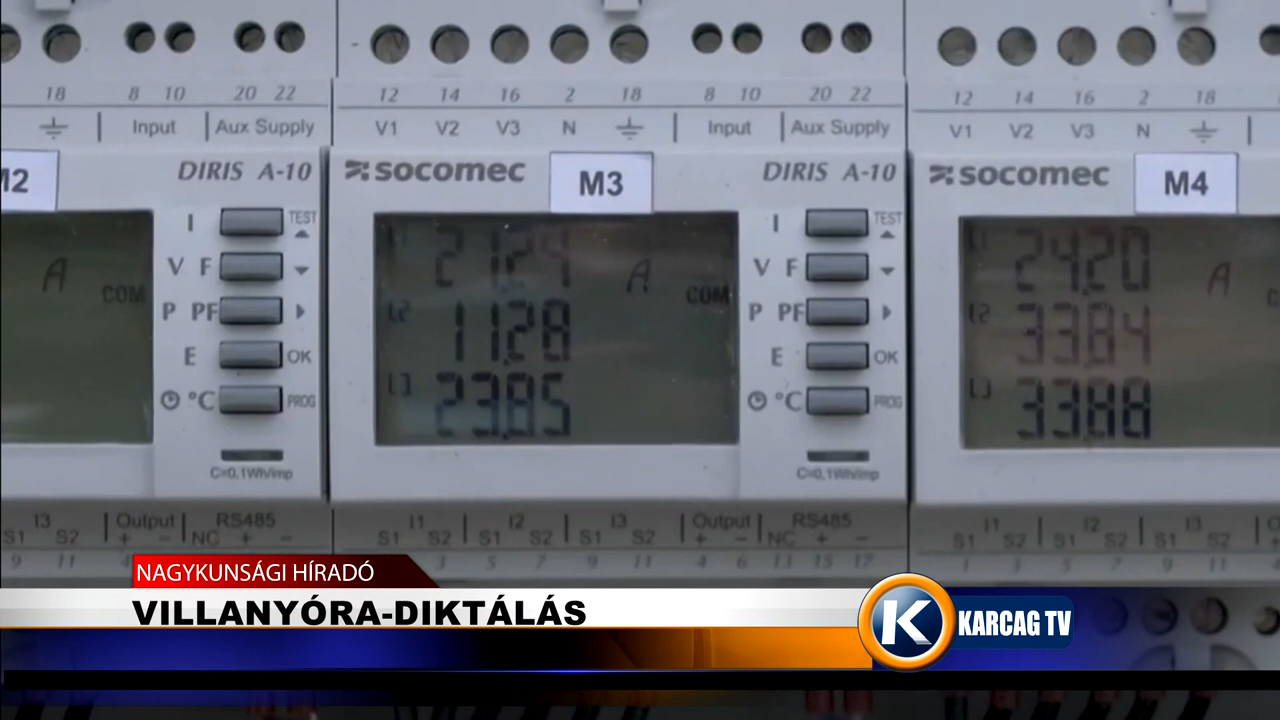 18 8 10 20 22 12 14 16 2 18 8 10 20 22 12 14 16 2 18
Input Aux Supply V1 V2 V3 N Input Aux Supply V1 V2 V3 N
DIRIS A-10 socomec M3 DIRIS A-10 socomec M4
I TEST L1 21.24 I TEST L1 24.20
A COM V F A COM V F A
P PF L2 11.28 P PF L2 33.84
E OK E OK
°C PROG L3 23.85 °C PROG L3 33.88
C=0.1Wh/imp C=0.1Wh/imp
I3 Output RS485 I1 I2 I3 Output RS485 I1 I2 I3
S1 S2 + − NC + − S1 S2 S1 S2 S1 S2 + − NC + − S1 S2 S1 S2 S1 S2
9 11 3 5 7 9 11 4 6 13 15 17 1 3 5 7 9 11
NAGYKUNSÁGI HÍRADÓ
VILLANYÓRA-DIKTÁLÁS
K KARCAG TV